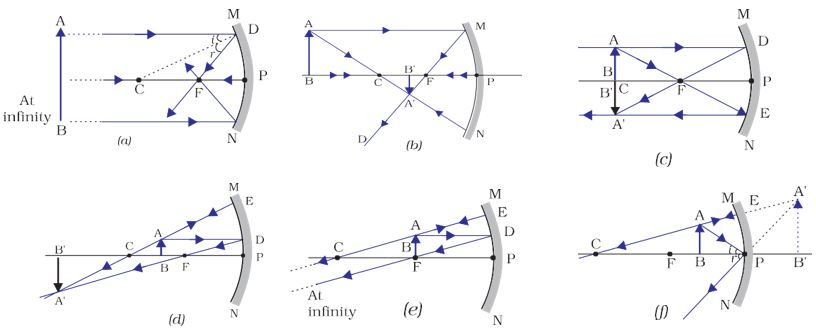 A
M
D
i
r
C
F
P
At
infinity
B
N
(a)
A
M
B
C
B'
F
P
A'
D
N
(b)
M
A
D
B
B'
C
F
P
A'
E
N
(c)
M
E
A
D
B'
C
B
F
P
A'
N
(d)
M
E
A
D
C
B
F
P
At
infinity
N
(e)
M
E
A'
A
C
F
B
i
r
P
B'
N
(f)